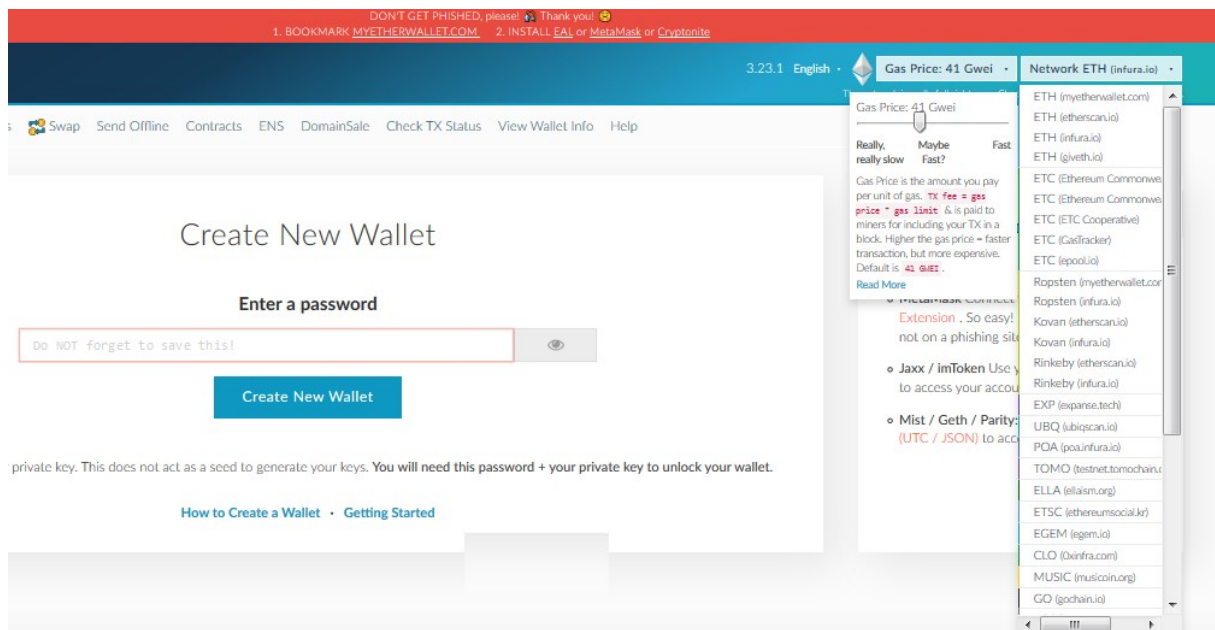 DON'T GET PHISHED, please! Thank you!
1. BOOKMARK MYETHERWALLET.COM 2. INSTALL EAL or MetaMask or Cryptonite
3.23.1 English
Gas Price: 41 Gwei
Network ETH (infura.io)
s Swap Send Offline Contracts ENS DomainSale Check TX Status View Wallet Info Help
Create New Wallet
Enter a password
Do NOT forget to save this!
Create New Wallet
private key. This does not act as a seed to generate your keys. You will need this password + your private key to unlock your wallet.
How to Create a Wallet · Getting Started
Gas Price: 41 Gwei
Really, Maybe Fast
really slow Fast?
Gas Price is the amount you pay
per unit of gas. TX fee = gas
price * gas limit & is paid to
miners for including your TX in a
block. Higher the gas price = faster
transaction, but more expensive.
Default is 41 GWEI .
Read More
MetaMask Connect
Extension . So easy!
not on a phishing site
Jaxx / imToken Use y
to access your accou
Mist / Geth / Parity:
(UTC / JSON) to acc
ETH (myetherwallet.com)
ETH (etherscan.io)
ETH (infura.io)
ETH (giveth.io)
ETC (Ethereum Commonwea
ETC (Ethereum Commonwea
ETC (ETC Cooperative)
ETC (GasTracker)
ETC (epool.io)
Ropsten (myetherwallet.com
Ropsten (infura.io)
Kovan (etherscan.io)
Kovan (infura.io)
Rinkeby (etherscan.io)
Rinkeby (infura.io)
EXP (expanse.tech)
UBQ (ubiqscan.io)
POA (poa.infura.io)
TOMO (testnet.tomochain.c
ELLA (ellaism.org)
ETSC (ethereumsocial.kr)
EGEM (egem.io)
CLO (0xinfra.com)
MUSIC (musicoin.org)
GO (gochain.io)